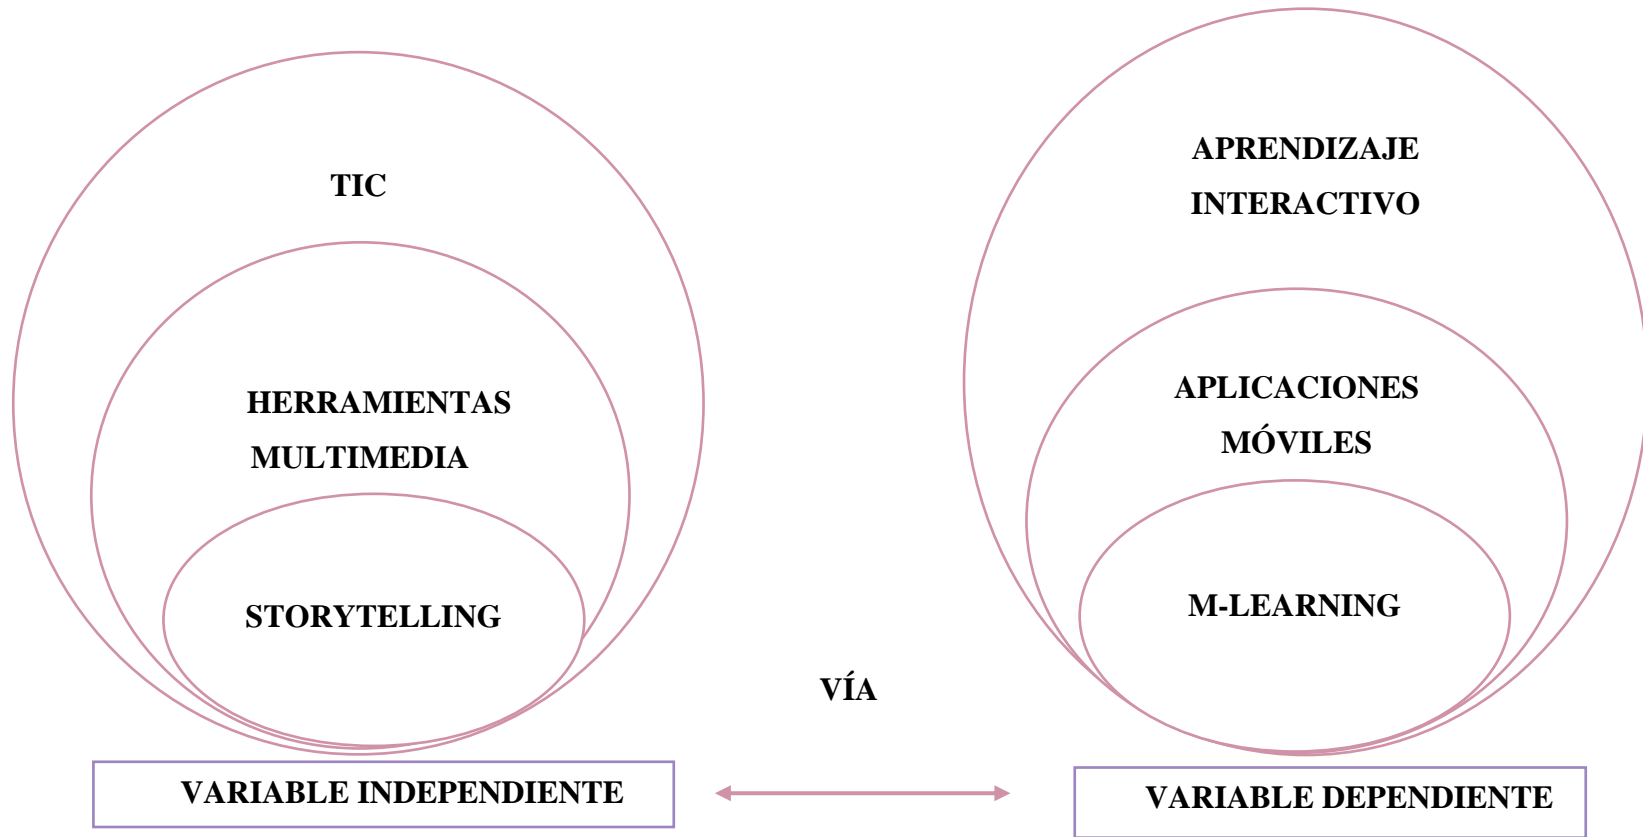 TIC
HERRAMIENTAS
MULTIMEDIA
STORYTELLING
VARIABLE INDEPENDIENTE
VÍA
APRENDIZAJE
INTERACTIVO
APLICACIONES
MÓVILES
M-LEARNING
VARIABLE DEPENDIENTE